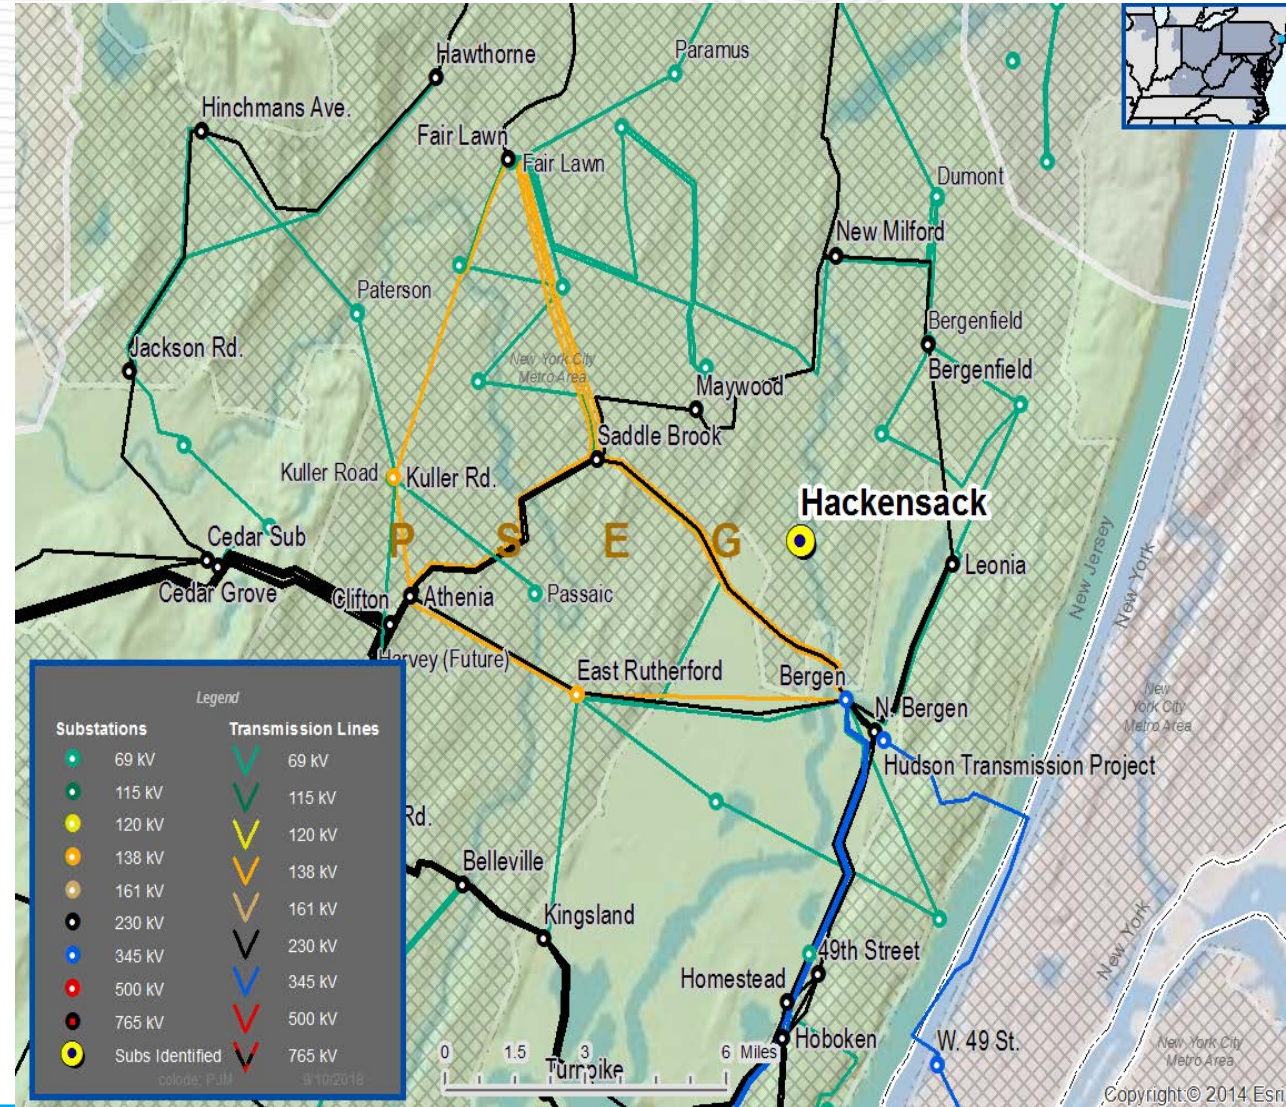 Hawthorne
Paramus
Hinchmans Ave.
Fair Lawn
Fair Lawn
Dumont
New Milford
Paterson
Bergenfield
Jackson Rd.
New York City
Metro Area
Bergenfield
Maywood
Saddle Brook
Kuller Road
Kuller Rd.
Hackensack
P S E G
Cedar Sub
Leonia
New Jersey
New York
Cedar Grove
Clifton
Athenia
Passaic
Harvey (Future)
East Rutherford
Bergen
N. Bergen
New
York City
Metro Area
Hudson Transmission Project
Legend
Substations
Transmission Lines
69 kV
69 kV
115 kV
115 kV
120 kV
120 kV
138 kV
138 kV
161 kV
161 kV
230 kV
230 kV
345 kV
345 kV
500 kV
500 kV
765 kV
765 kV
Subs Identified
9/10/2018
Rd.
Belleville
Kingsland
49th Street
Homestead
Hoboken
New York
W. 49 St.
New York City
Metro Area
0 1.5 3 6 Miles
Turnpike
Copyright:© 2014 Esri